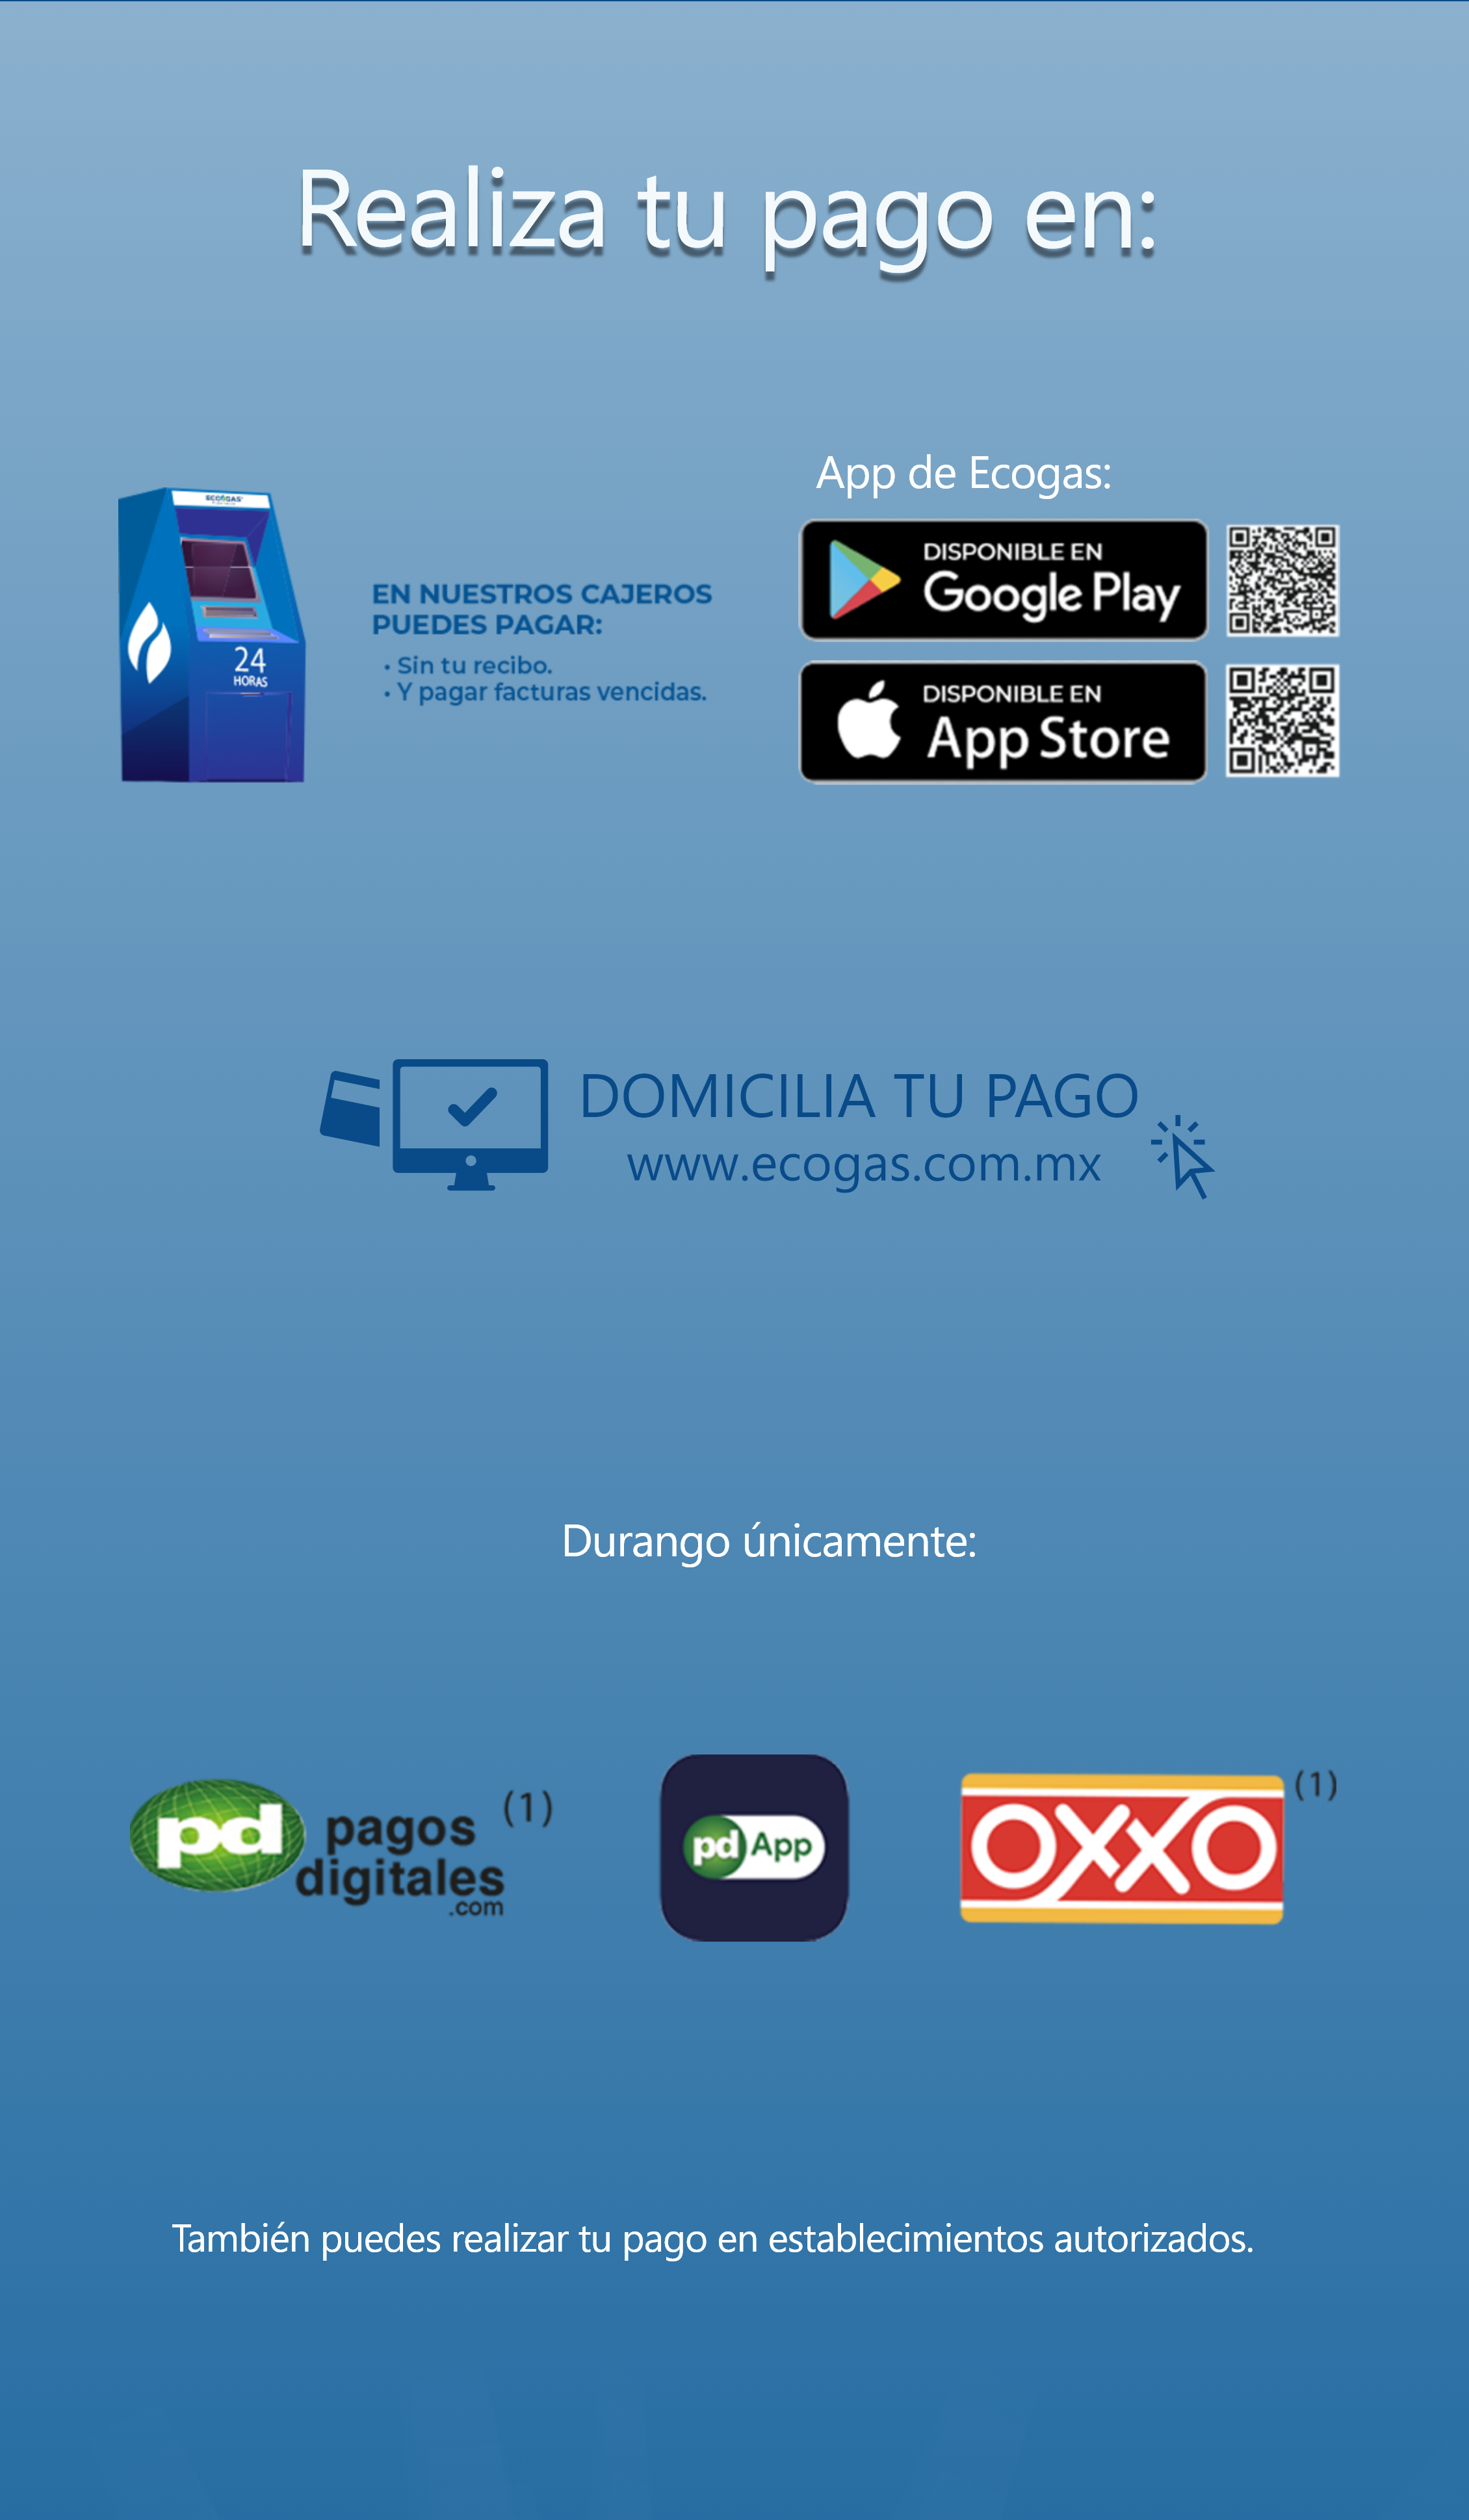 Realiza tu pago en:
ECOGAS
24
HORAS
EN NUESTROS CAJEROS
PUEDES PAGAR:
• Sin tu recibo.
• Y pagar facturas vencidas.
App de Ecogas:
DISPONIBLE EN
Google Play
DISPONIBLE EN
App Store
DOMICILIA TU PAGO
www.ecogas.com.mx
Durango únicamente:
pd pagos (1)
digitales
.com
pd App
OXXO (1)
También puedes realizar tu pago en establecimientos autorizados.